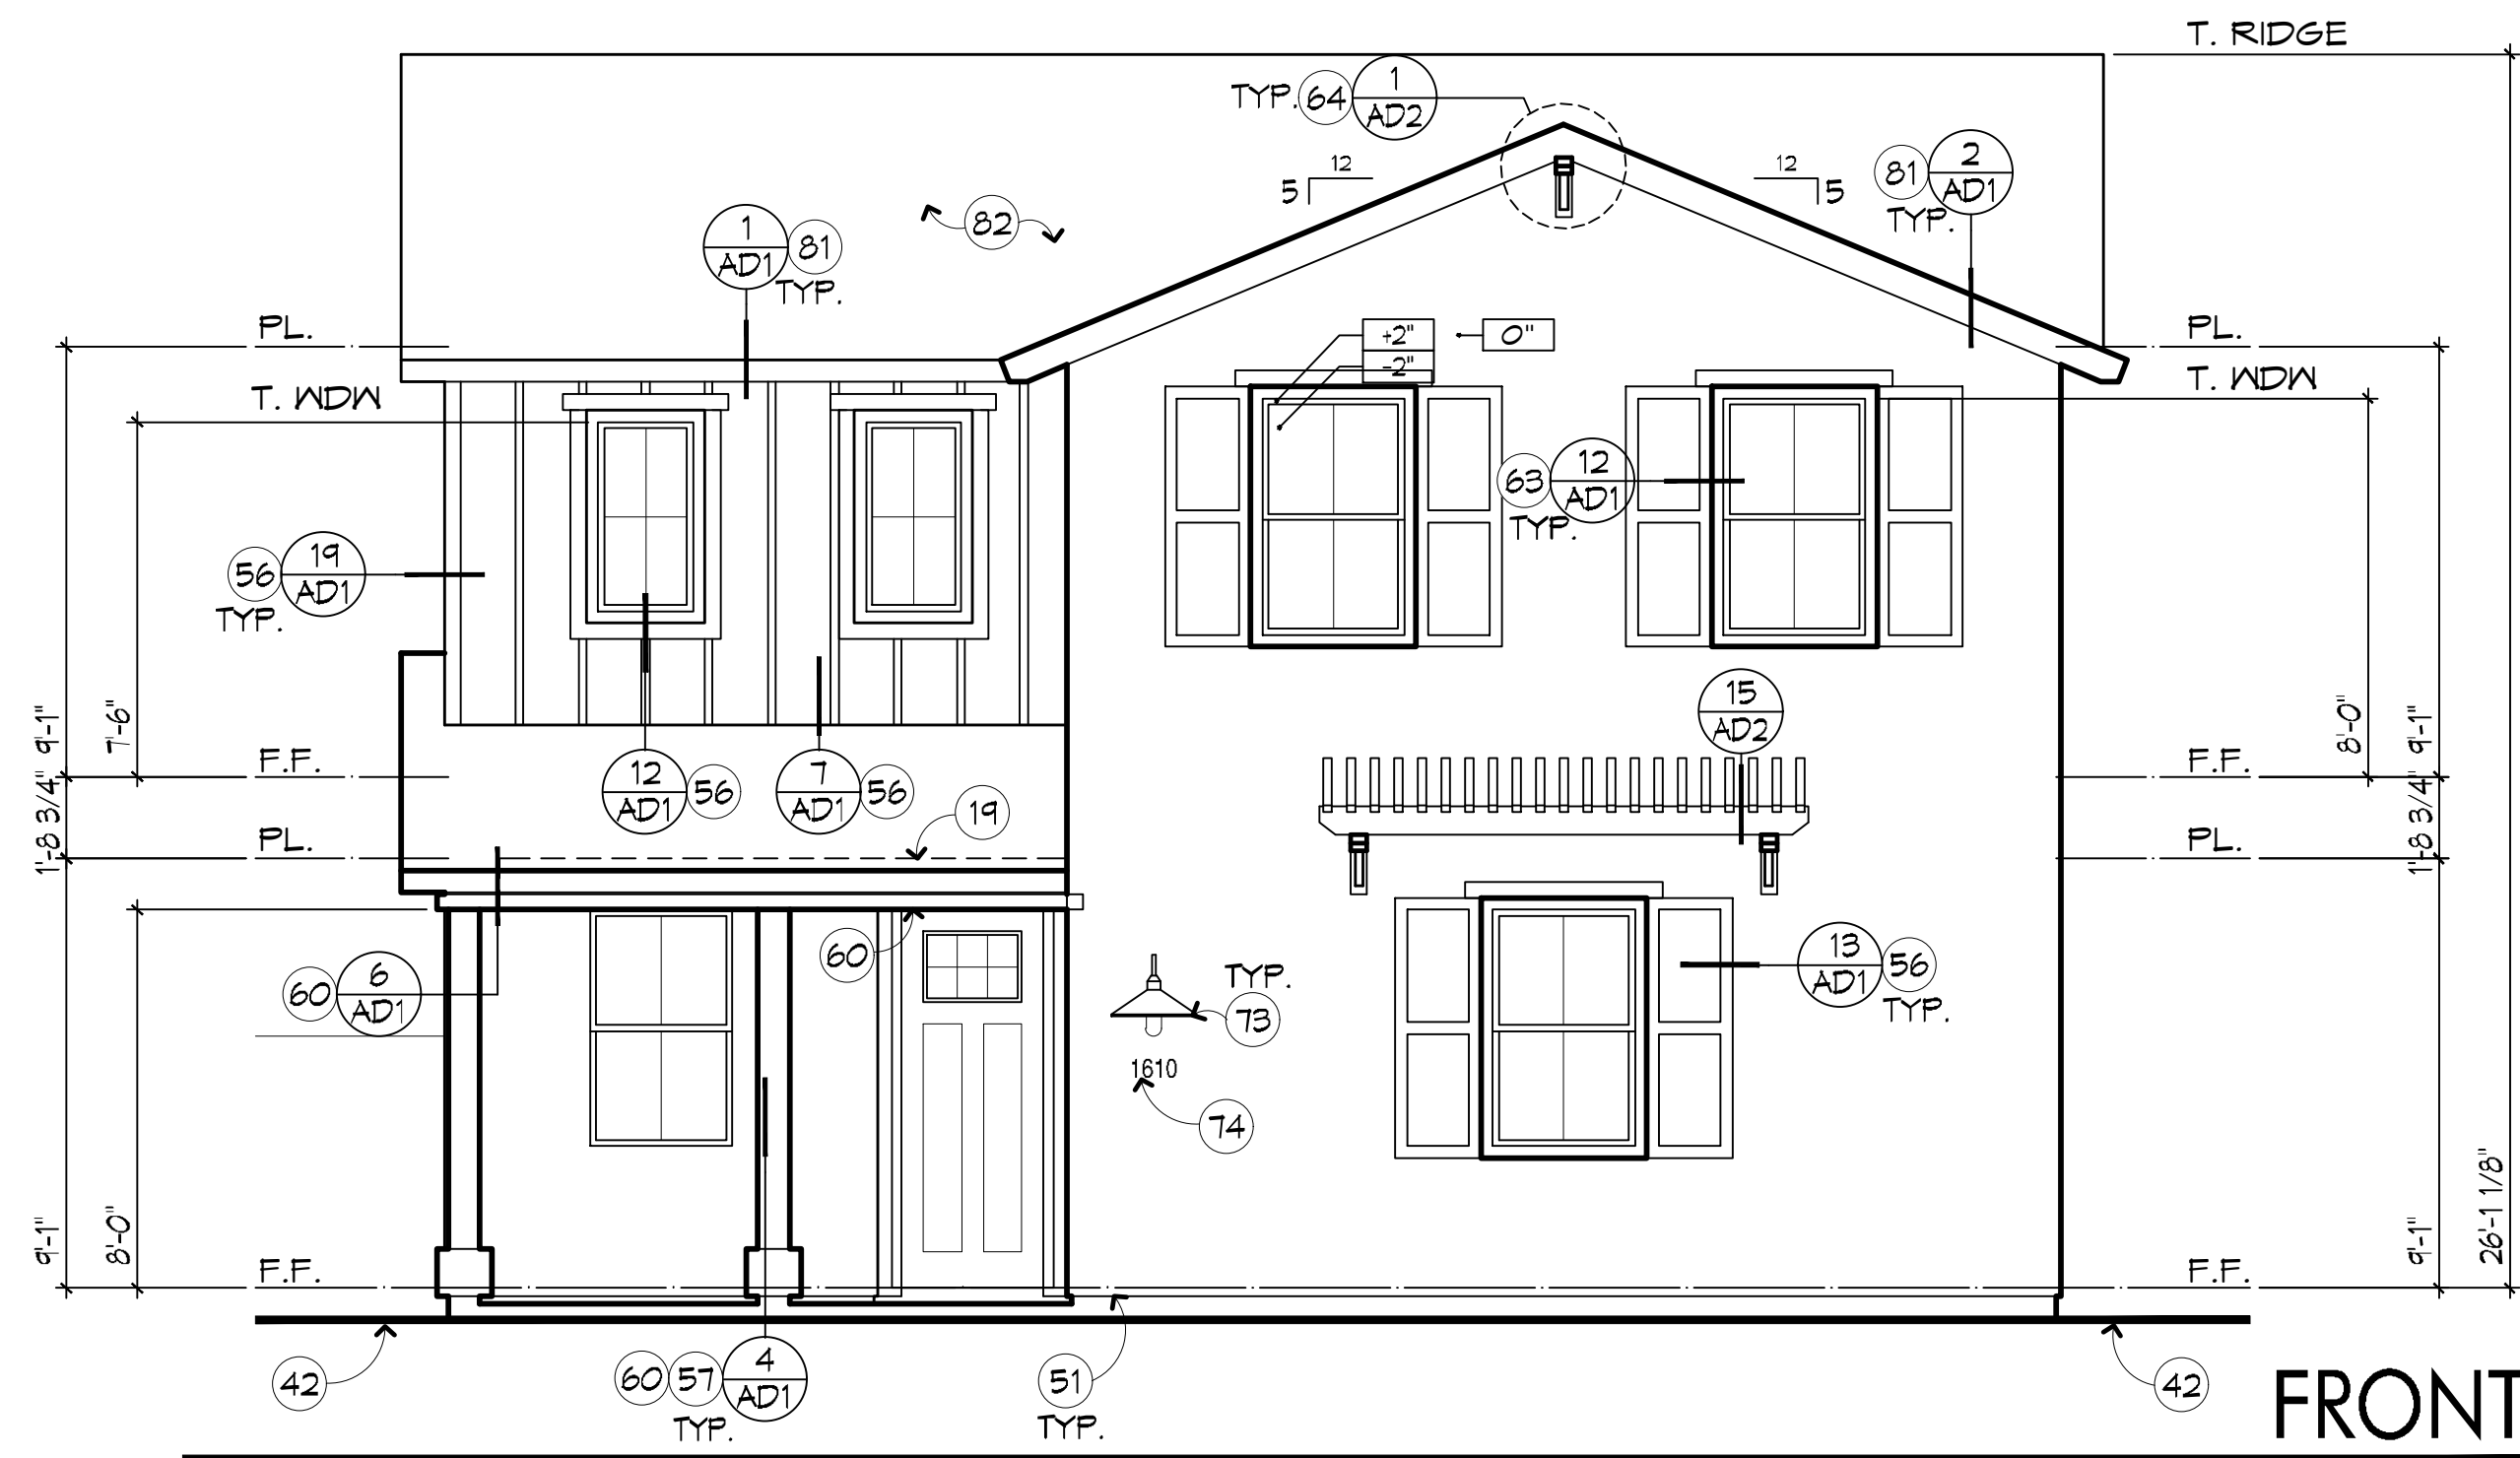 T. RIDGE
TYP. 64 1
AD2
12
5
12
5
81 2
AD1
TYP.
1 81
AD1
TYP.
82
PL.
PL.
T. WDW
T. WDW
+2"
-2"
0"
63 12
AD1
TYP.
56 19
AD1
TYP.
15
AD2
9'-1"
7'-6"
8'-0"
9'-1"
F.F.
F.F.
12 56
AD1
7 56
AD1
19
1'-8 3/4"
1'-8 3/4"
PL.
PL.
60 6
AD1
60
TYP.
73
13 56
AD1
TYP.
1610
74
9'-1"
8'-0"
9'-1"
26'-1 1/8"
F.F.
F.F.
42
60 57 4
AD1
TYP.
51
TYP.
42
FRONT